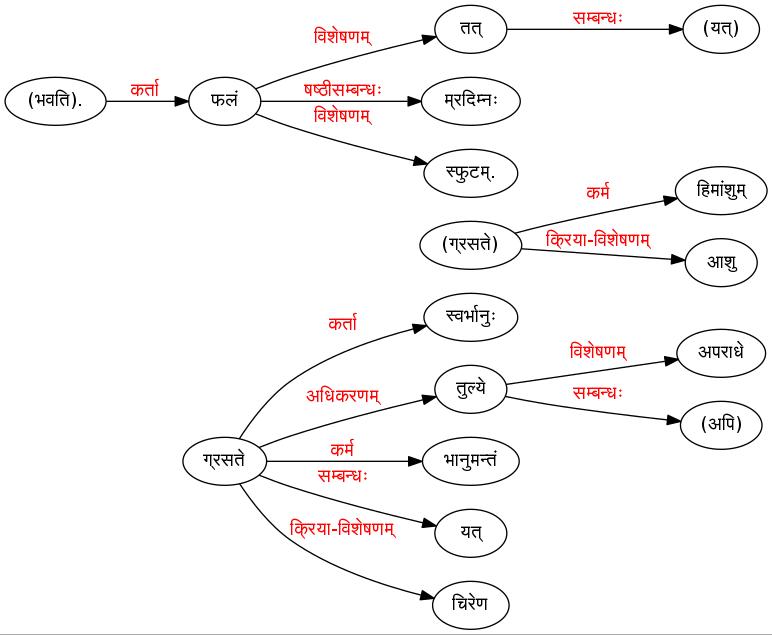 तत्
सम्बन्धः
(यत्)
विशेषणम्
(भवति).
कर्ता
फलं
षष्ठीसम्बन्धः
म्रदिम्नः
विशेषणम्
स्फुटम्.
कर्म
हिमांशुम्
(ग्रसते)
क्रिया-विशेषणम्
आशु
कर्ता
स्वर्भानुः
विशेषणम्
अपराधे
अधिकरणम्
तुल्ये
सम्बन्धः
(अपि)
ग्रसते
कर्म
भानुमन्तं
सम्बन्धः
यत्
क्रिया-विशेषणम्
चिरेण